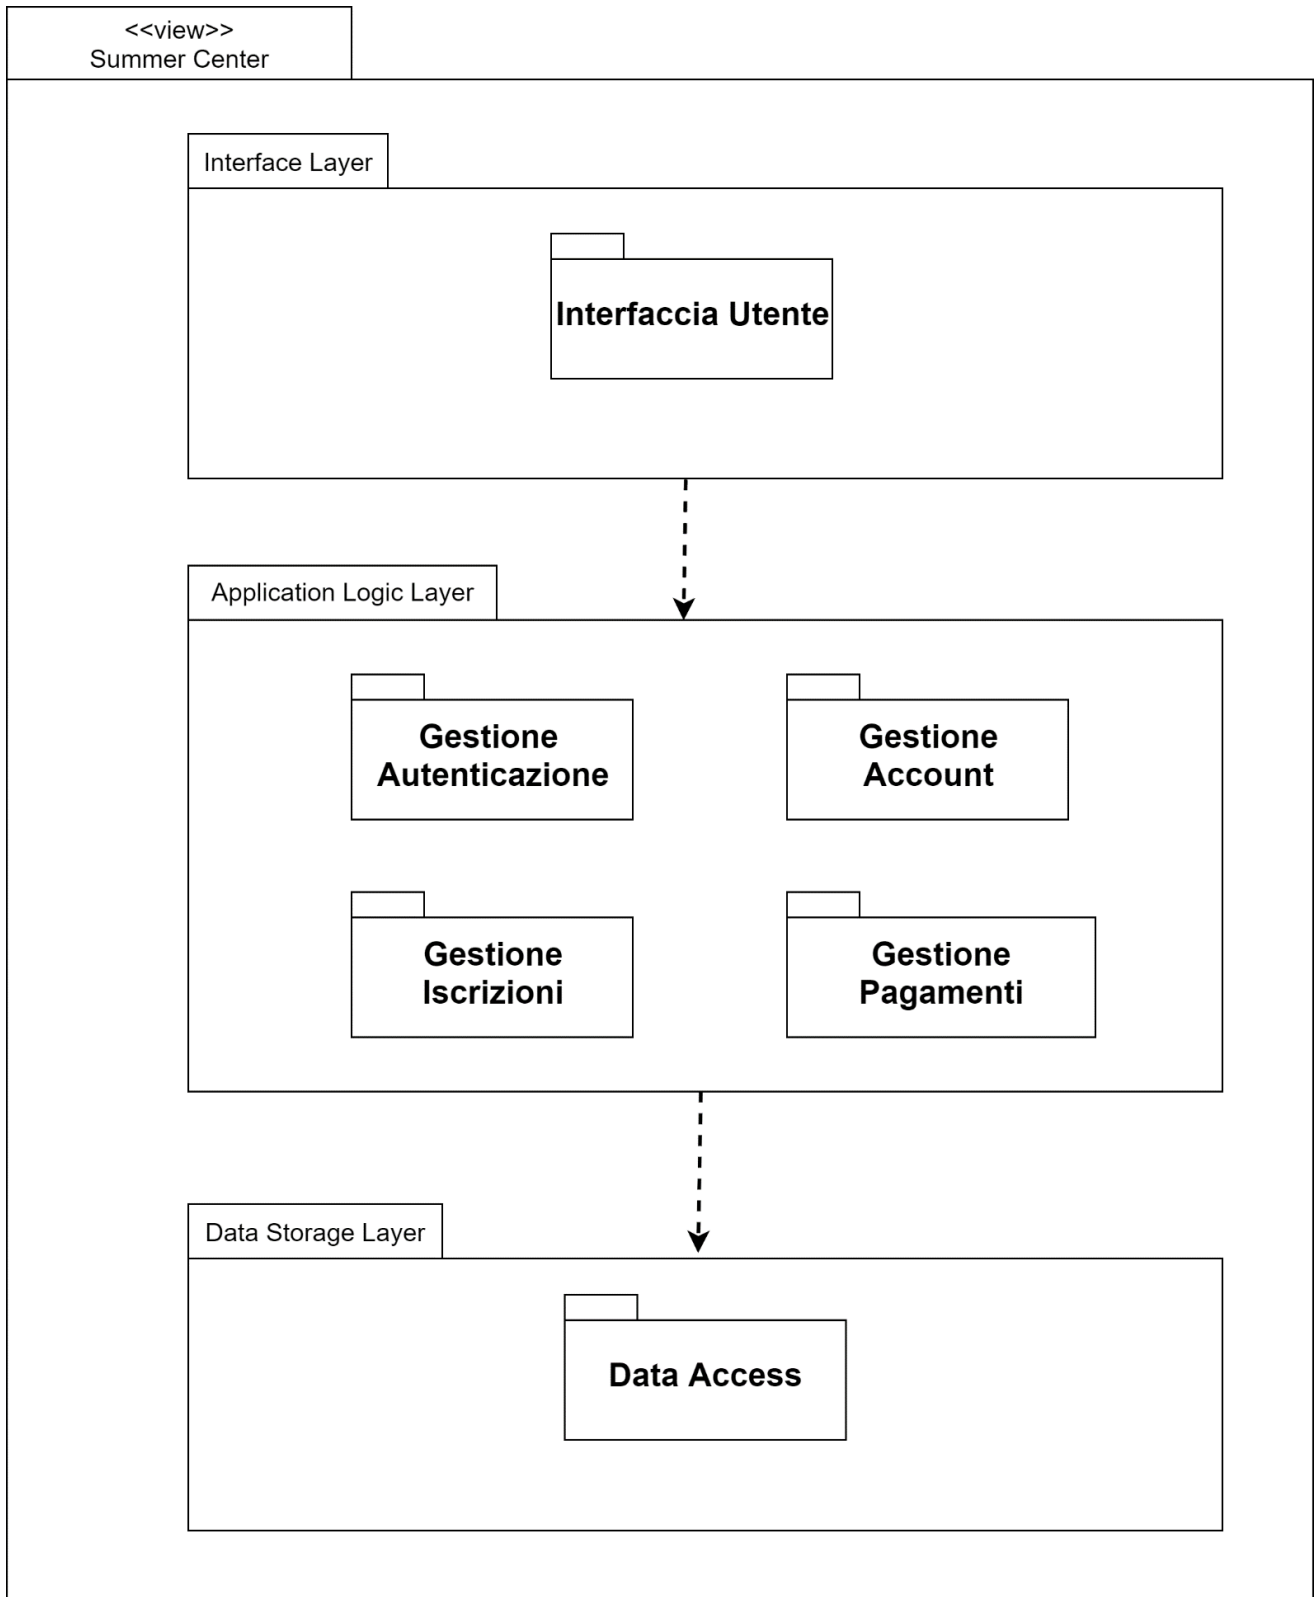 <<view>>
Summer Center
Interface Layer
Interfaccia Utente
Application Logic Layer
Gestione
Autenticazione
Gestione
Account
Gestione
Iscrizioni
Gestione
Pagamenti
Data Storage Layer
Data Access